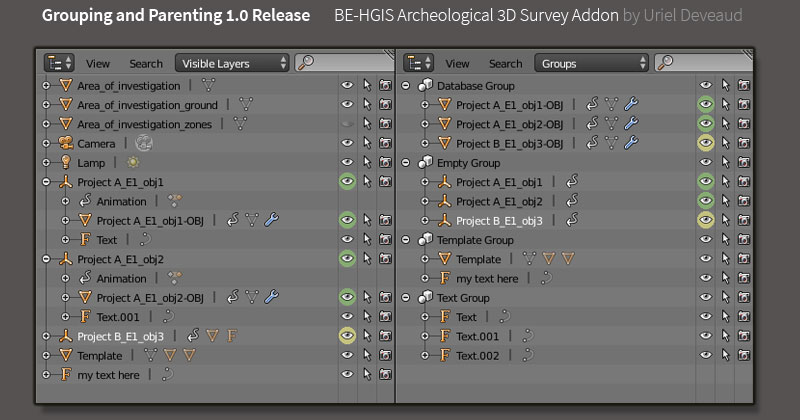 Grouping and Parenting 1.0 Release BE-HGIS Archeological 3D Survey Addon by Uriel Deveaud
View Search Visible Layers
Area_of_investigation
Area_of_investigation_ground
Area_of_investigation_zones
Camera
Lamp
Project A_E1_obj1
Animation
Project A_E1_obj1-OBJ
Text
Project A_E1_obj2
Animation
Project A_E1_obj2-OBJ
Text.001
Project B_E1_obj3
Template
my text here
View Search Groups
Database Group
Project A_E1_obj1-OBJ
Project A_E1_obj2-OBJ
Project B_E1_obj3-OBJ
Empty Group
Project A_E1_obj1
Project A_E1_obj2
Project B_E1_obj3
Template Group
Template
my text here
Text Group
Text
Text.001
Text.002